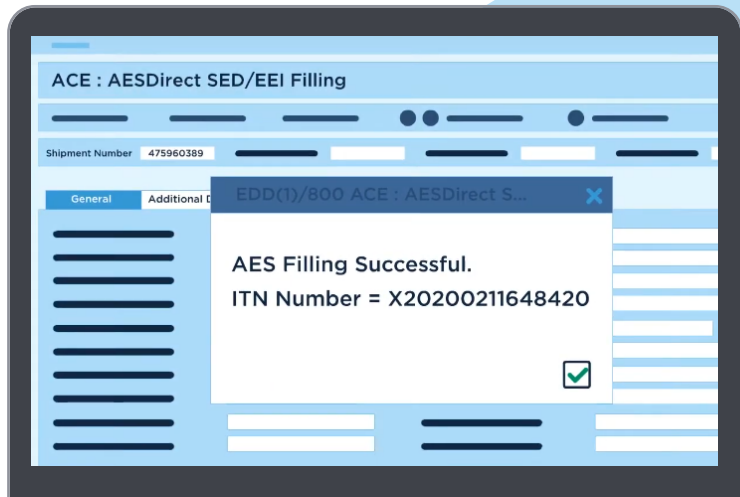 ACE : AESDirect SED/EEI Filling
Shipment Number 475960389
General Additional D
EDD(1)/800 ACE : AESDirect S...
AES Filling Successful.
ITN Number = X20200211648420